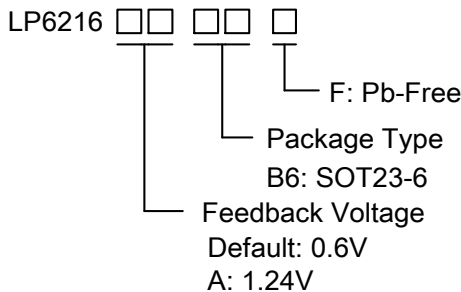 LP6216 □□ □□ □
F: Pb-Free
Package Type
B6: SOT23-6
Feedback Voltage
Default: 0.6V
A: 1.24V